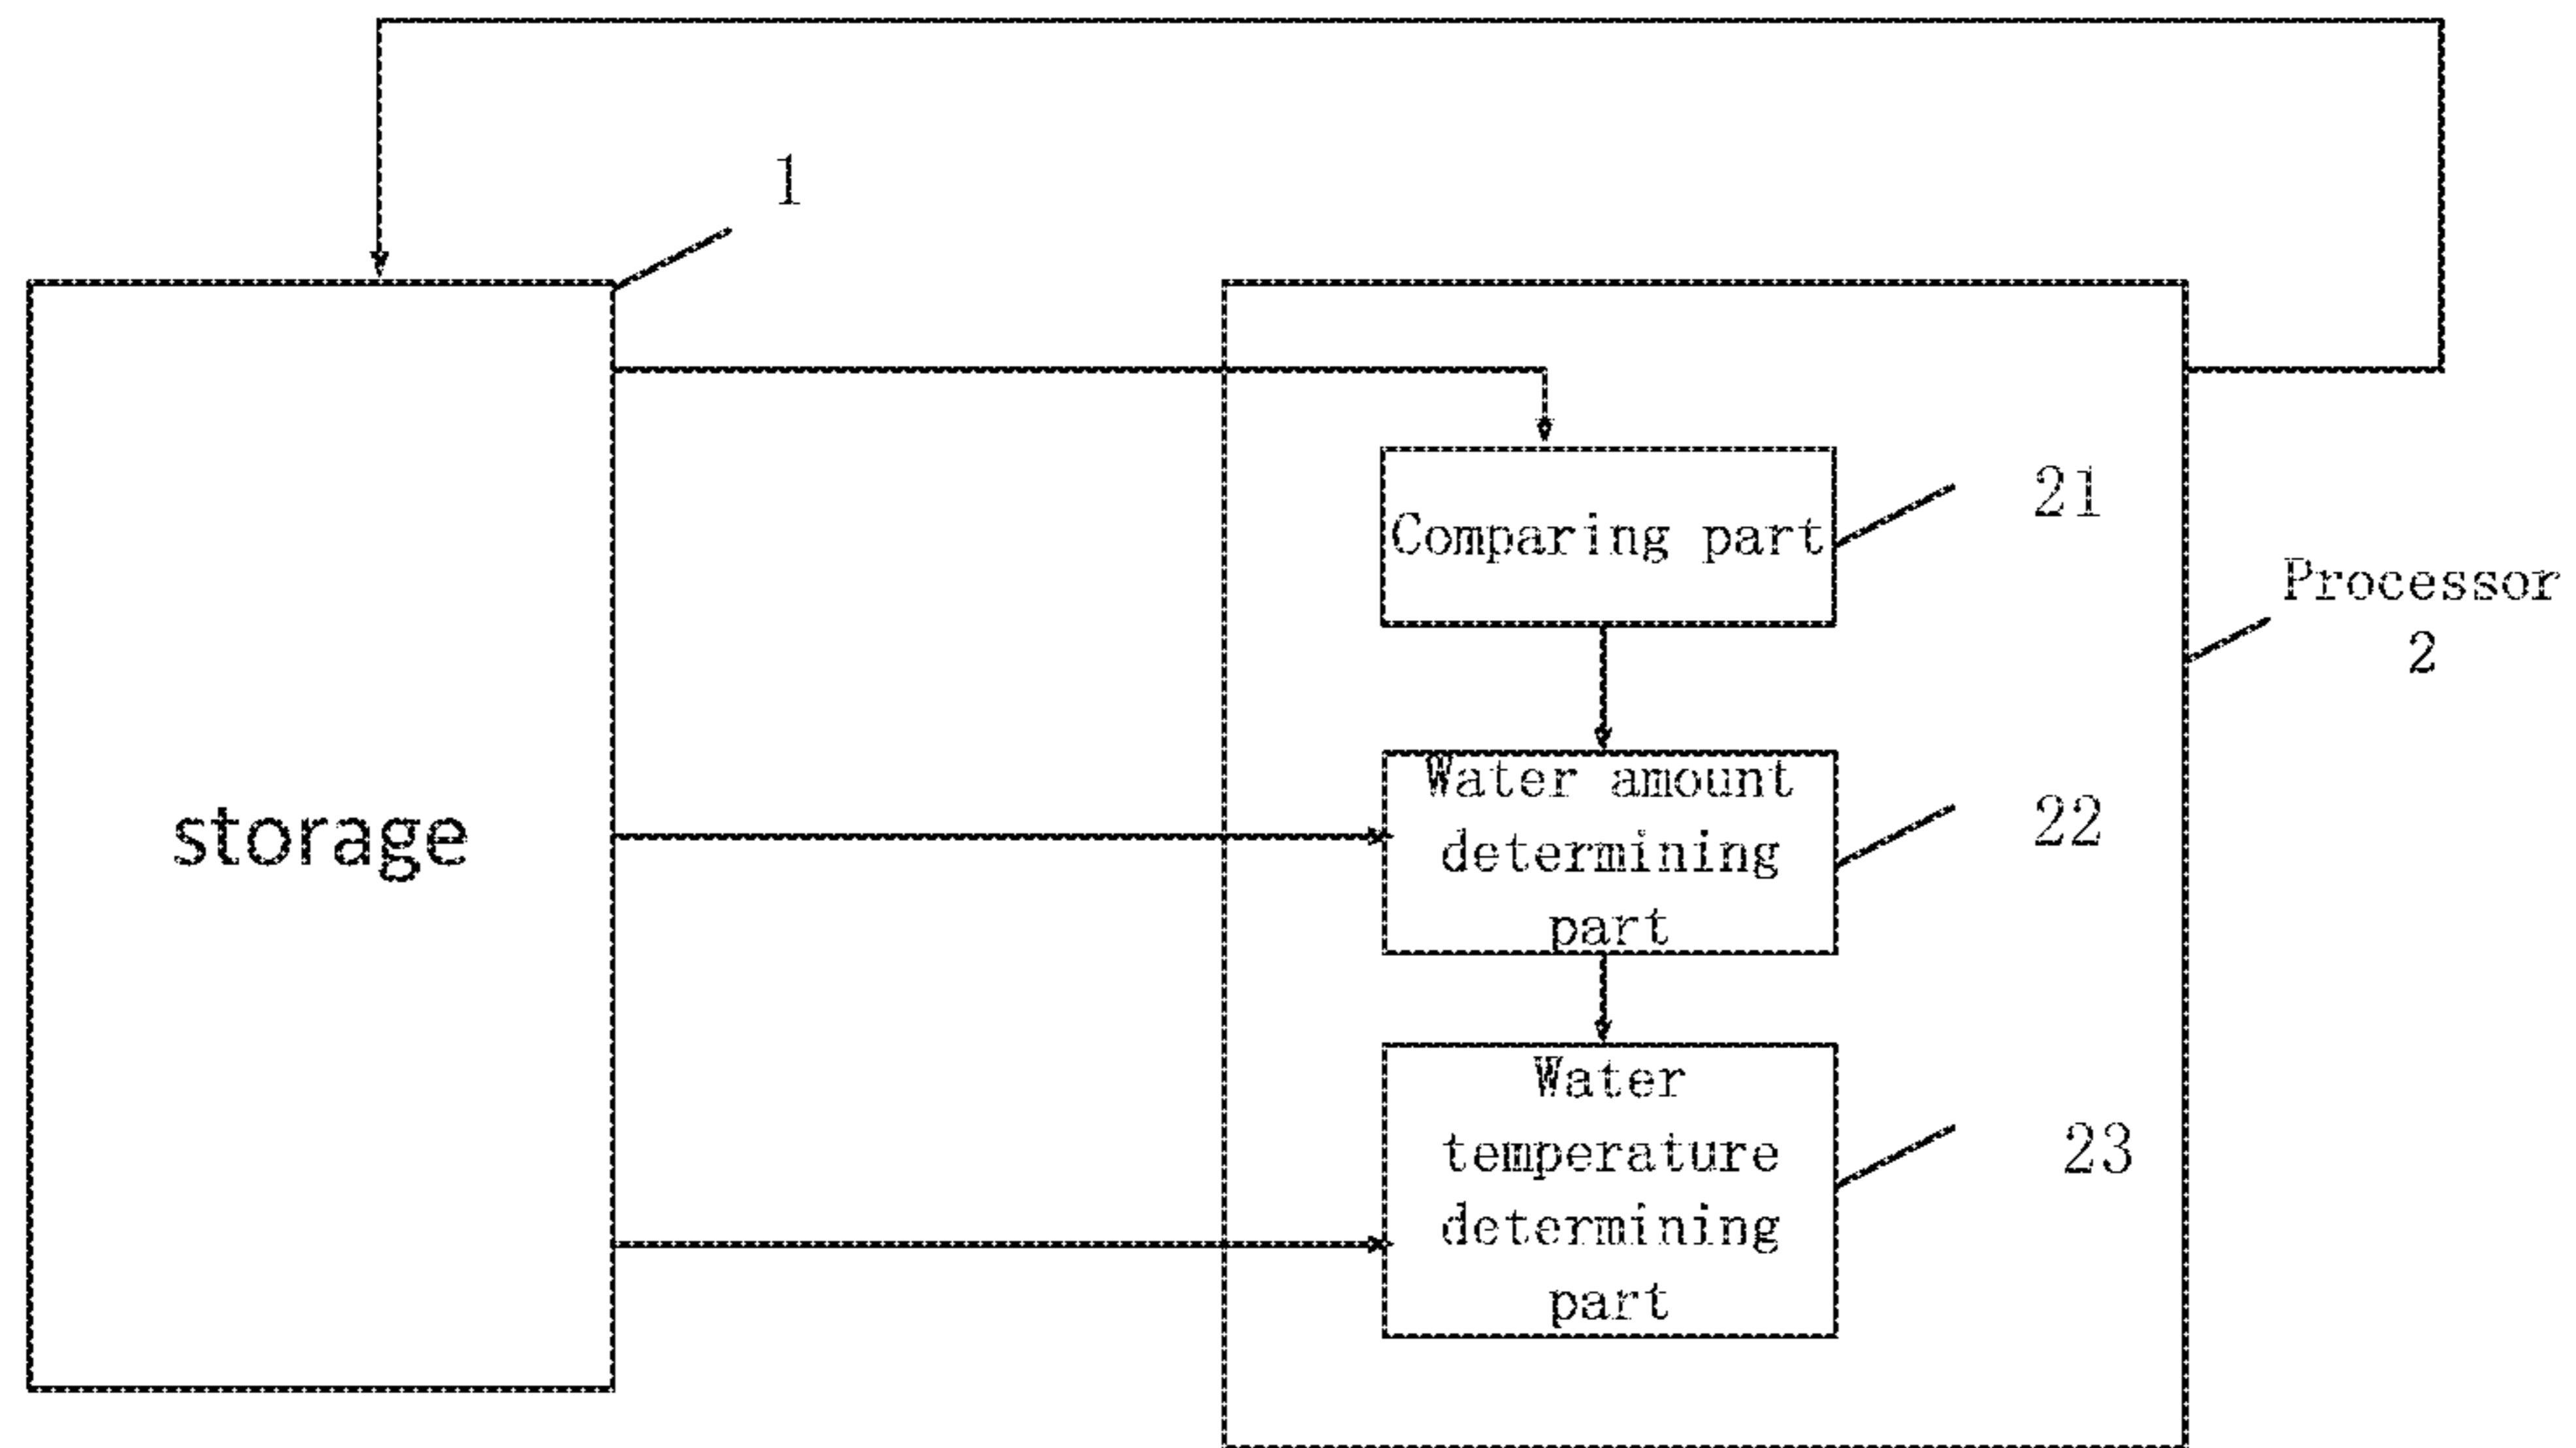 1
storage
Comparing part
21
Processor
2
Water amount
determining
part
22
Water
temperature
determining
part
23